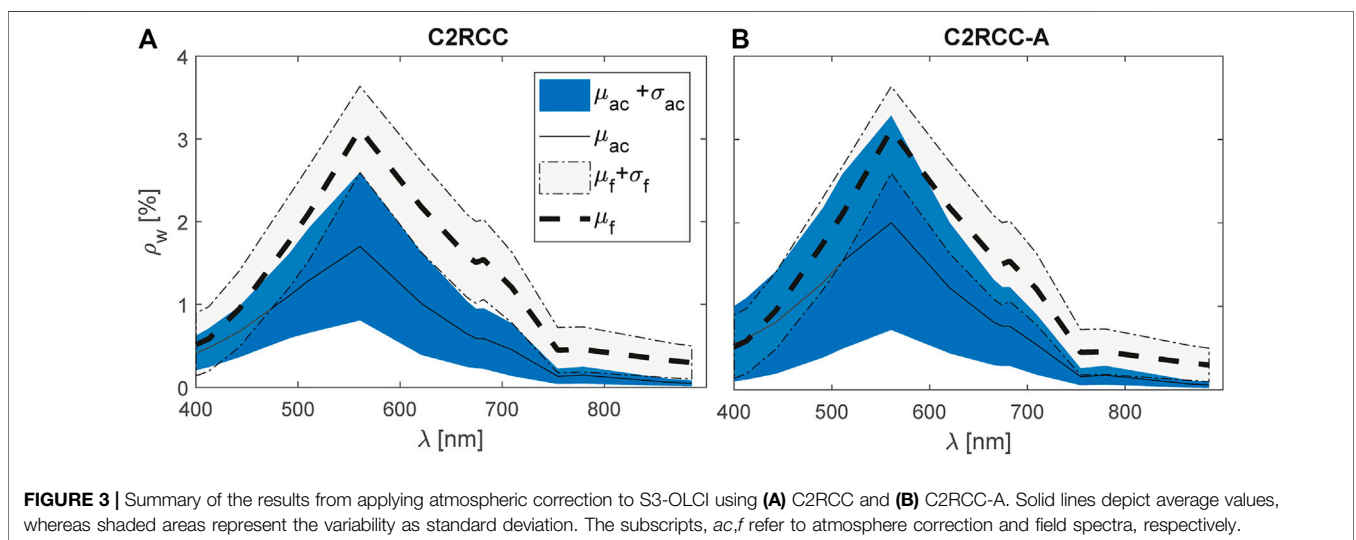 A
C2RCC
B
C2RCC-A
4
3
2
1
0
ρw [%]
μac +σac
μac
μf+σf
μf
400
500
600
700
800
λ [nm]
400
500
600
700
800
λ [nm]
FIGURE 3 | Summary of the results from applying atmospheric correction to S3-OLCI using (A) C2RCC and (B) C2RCC-A. Solid lines depict average values,
whereas shaded areas represent the variability as standard deviation. The subscripts, ac,f refer to atmosphere correction and field spectra, respectively.